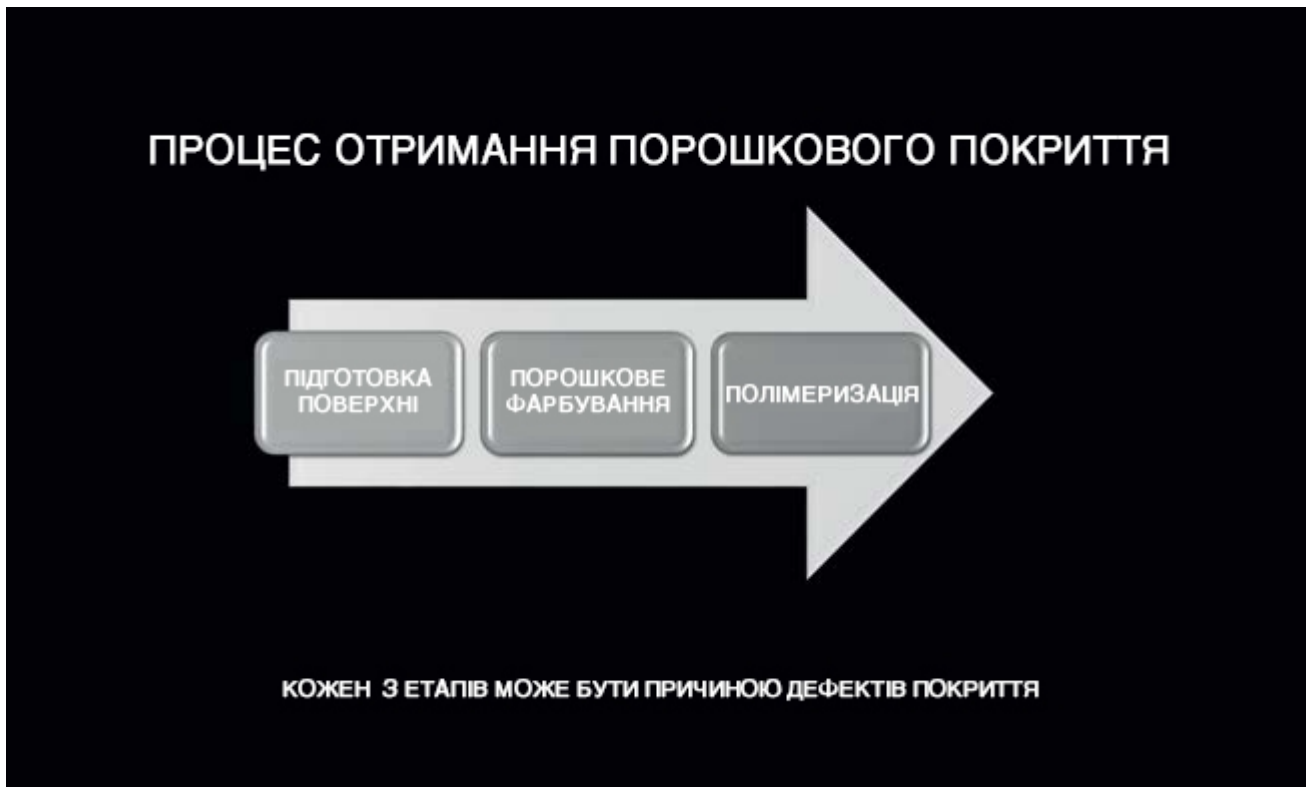 ПРОЦЕС ОТРИМАННЯ ПОРОШКОВОГО ПОКРИТТЯ
ПІДГОТОВКА
ПОВЕРХНІ
ПОРОШКОВЕ
ФАРБУВАННЯ
ПОЛІМЕРИЗАЦІЯ
КОЖЕН З ЕТАПІВ МОЖЕ БУТИ ПРИЧИНОЮ ДЕФЕКТІВ ПОКРИТТЯ